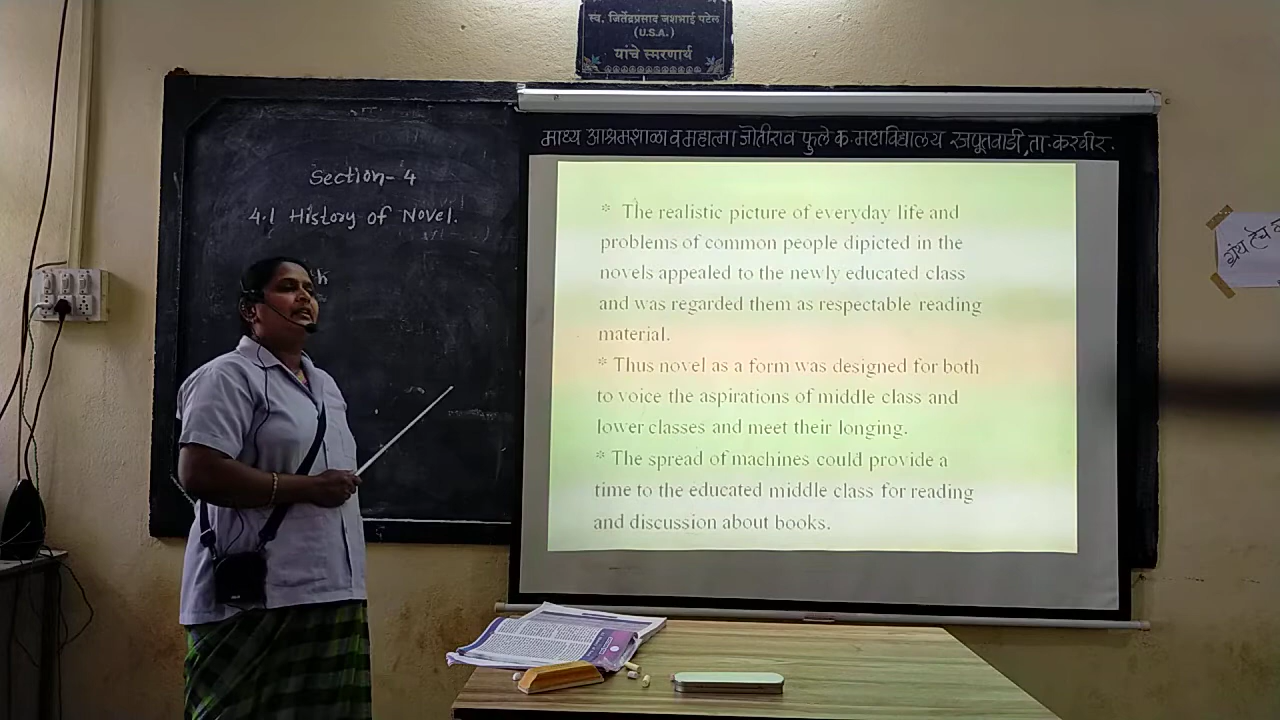 स्व. जितेंद्रप्रसाद जशभाई पटेल
(U.S.A.)
यांचे स्मरणार्थ
माध्य आश्रमशाळा व महात्मा जोतीराव फुले क. महाविद्यालय रजपूतवाडी, ता. करवीर.
Section-4
4.1 History of Novel.
* The realistic picture of everyday life and
problems of common people dipicted in the
novels appealed to the newly educated class
and was regarded them as respectable reading
material.
* Thus novel as a form was designed for both
to voice the aspirations of middle class and
lower classes and meet their longing.
* The spread of machines could provide a
time to the educated middle class for reading
and discussion about books.